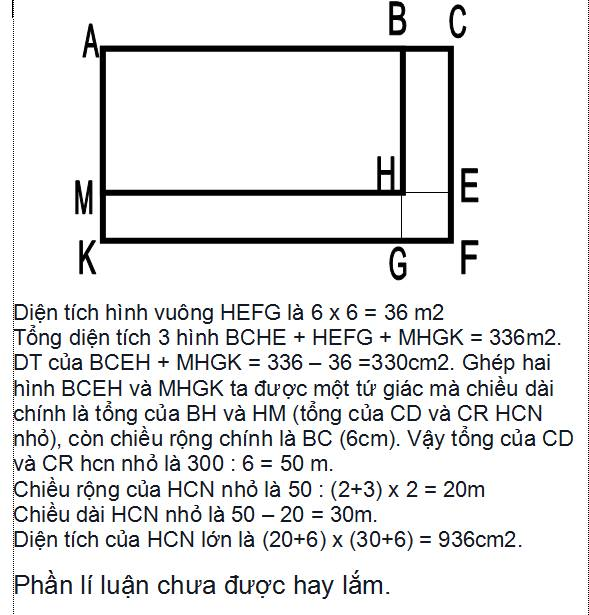 B C
A
H
M E
K G F
Diện tích hình vuông HEFG là 6 x 6 = 36 m2
Tổng diện tích 3 hình BCHE + HEFG + MHGK = 336m2.
DT của BCEH + MHGK = 336 – 36 =330cm2. Ghép hai
hình BCEH và MHGK ta được một tứ giác mà chiều dài
chính là tổng của BH và HM (tổng của CD và CR HCN
nhỏ), còn chiều rộng chính là BC (6cm). Vậy tổng của CD
và CR hcn nhỏ là 300 : 6 = 50 m.
Chiều rộng của HCN nhỏ là 50 : (2+3) x 2 = 20m
Chiều dài HCN nhỏ là 50 – 20 = 30m.
Diện tích của HCN lớn là (20+6) x (30+6) = 936cm2.
Phần lí luận chưa được hay lắm.